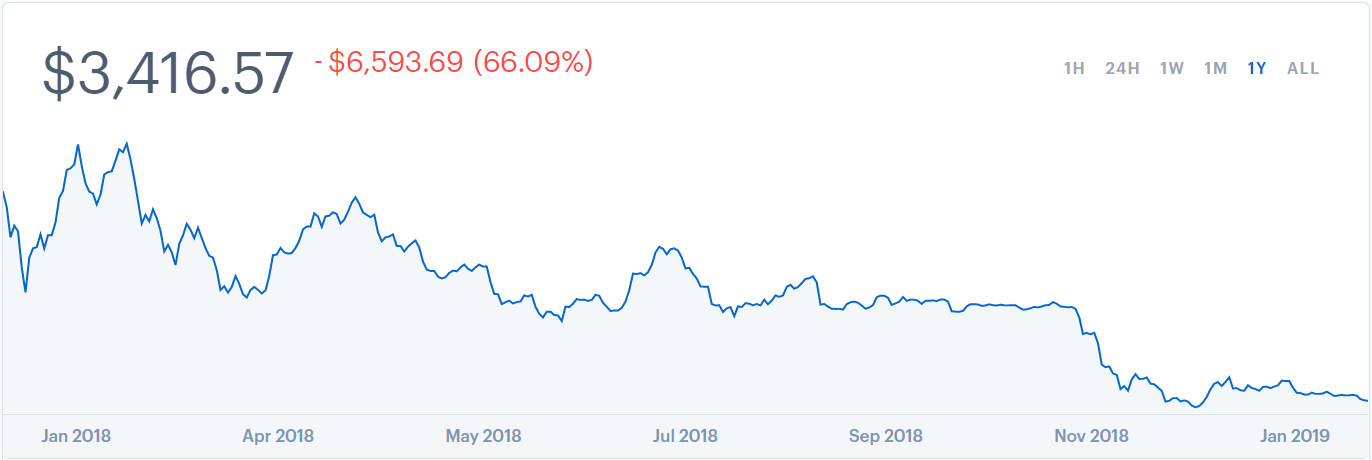 $3,416.57 -$6,593.69 (66.09%)
1H 24H 1W 1M 1Y ALL
Jan 2018 Apr 2018 May 2018 Jul 2018 Sep 2018 Nov 2018 Jan 2019